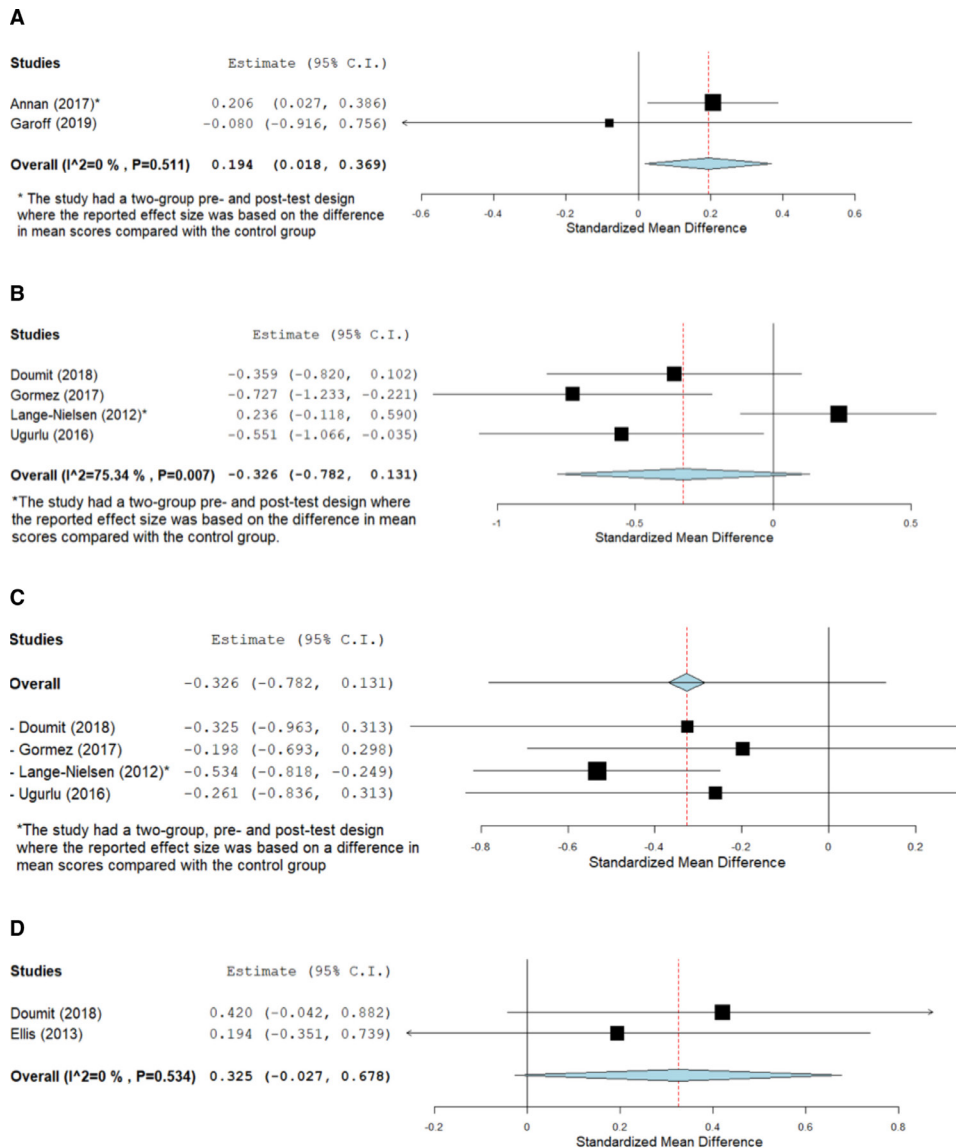 A
Studies Estimate (95% C.I.)
Annan (2017)* 0.206 (0.027, 0.386)
Garoff (2019) -0.080 (-0.916, 0.756)
Overall (I^2=0 % , P=0.511) 0.194 (0.018, 0.369)
* The study had a two-group pre- and post-test design
where the reported effect size was based on the difference
in mean scores compared with the control group
-0.6 -0.4 -0.2 0 0.2 0.4 0.6
Standardized Mean Difference
B
Studies Estimate (95% C.I.)
Doumit (2018) -0.359 (-0.820, 0.102)
Gormez (2017) -0.727 (-1.233, -0.221)
Lange-Nielsen (2012)* 0.236 (-0.118, 0.590)
Ugurlu (2016) -0.551 (-1.066, -0.035)
Overall (I^2=75.34 % , P=0.007) -0.326 (-0.782, 0.131)
*The study had a two-group pre- and post-test design where
the reported effect size was based on the difference in mean
scores compared with the control group.
-1 -0.5 0 0.5
Standardized Mean Difference
C
Studies Estimate (95% C.I.)
Overall -0.326 (-0.782, 0.131)
- Doumit (2018) -0.325 (-0.963, 0.313)
- Gormez (2017) -0.198 (-0.693, 0.298)
- Lange-Nielsen (2012)* -0.534 (-0.818, -0.249)
- Ugurlu (2016) -0.261 (-0.836, 0.313)
*The study had a two-group, pre- and post-test design
where the reported effect size was based on a difference in
mean scores compared with the control group
-0.8 -0.6 -0.4 -0.2 0 0.2
Standardized Mean Difference
D
Studies Estimate (95% C.I.)
Doumit (2018) 0.420 (-0.042, 0.882)
Ellis (2013) 0.194 (-0.351, 0.739)
Overall (I^2=0 % , P=0.534) 0.325 (-0.027, 0.678)
-0.2 0 0.2 0.4 0.6 0.8
Standardized Mean Difference